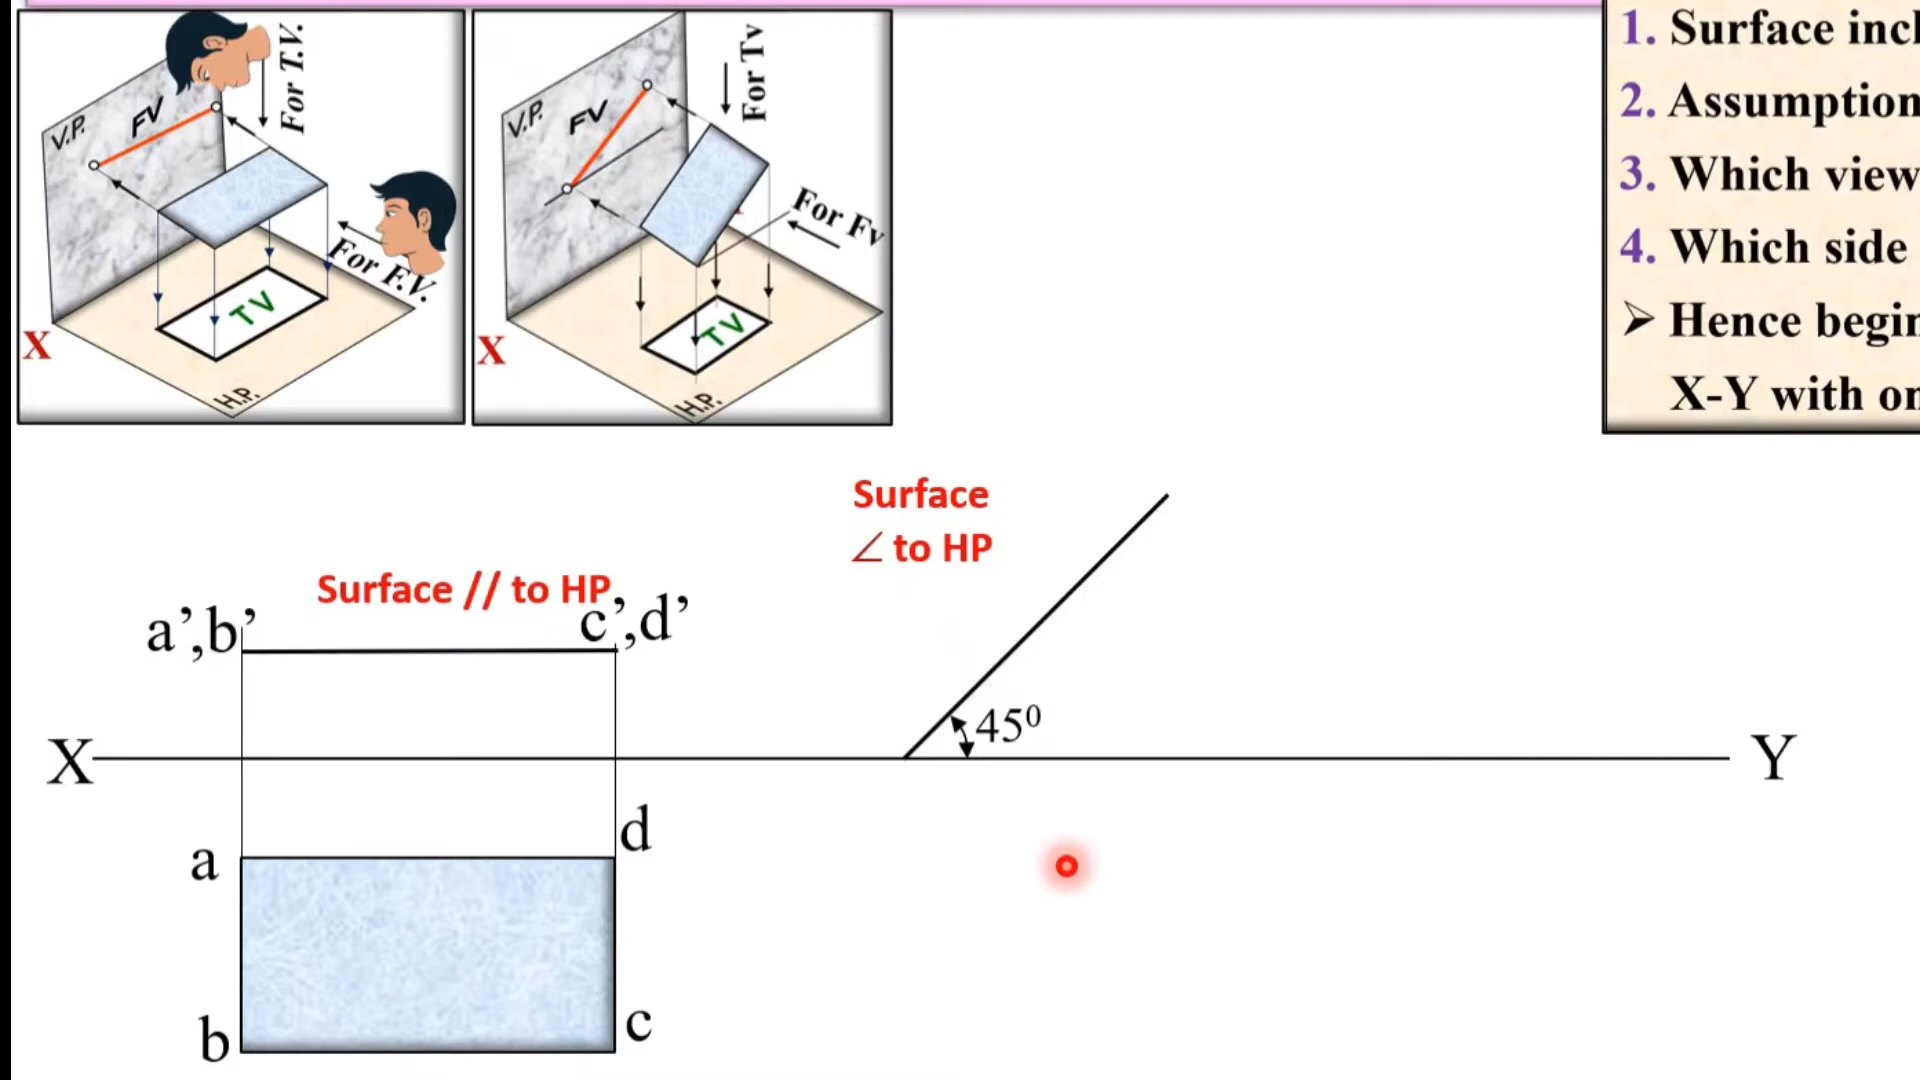 For T.V.
V.P.
FV
For F.V.
TV
X
H.P.
For Tv
V.P.
FV
For Fv
TV
X
H.P.
1. Surface incl
2. Assumption
3. Which view
4. Which side
➢ Hence begin
X-Y with on
Surface
∠ to HP
Surface // to HP
a’,b’
c’,d’
45⁰
X
Y
d
a
c
b